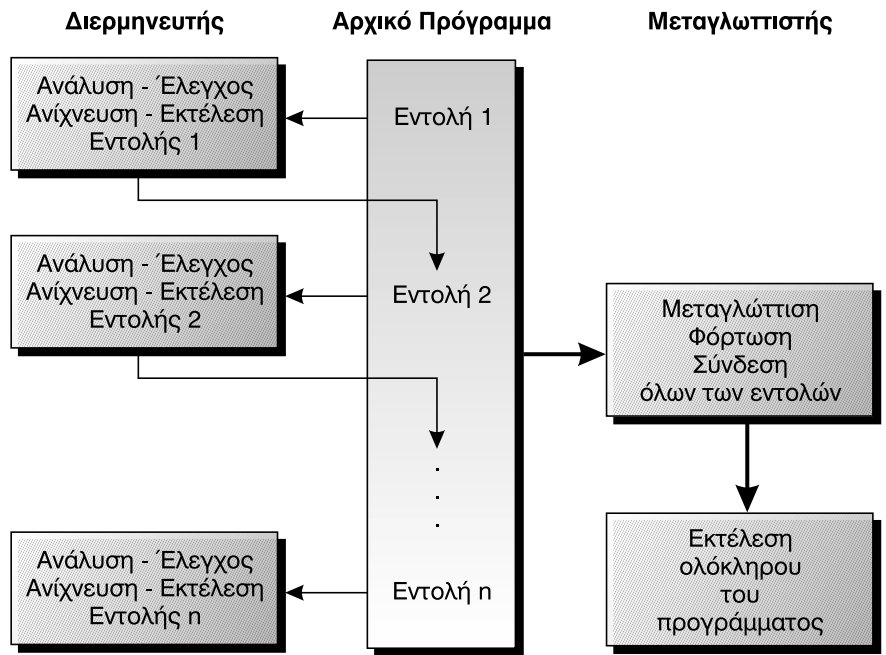 Διερμηνευτής
Αρχικό Πρόγραμμα
Μεταγλωττιστής
Ανάλυση - Έλεγχος
Ανίχνευση - Εκτέλεση
Εντολής 1
Εντολή 1
Ανάλυση - Έλεγχος
Ανίχνευση - Εκτέλεση
Εντολής 2
Εντολή 2
Μεταγλώττιση
Φόρτωση
Σύνδεση
όλων των εντολών
.
.
.
Ανάλυση - Έλεγχος
Ανίχνευση - Εκτέλεση
Εντολής n
Εντολή n
Εκτέλεση
ολόκληρου
του
προγράμματος